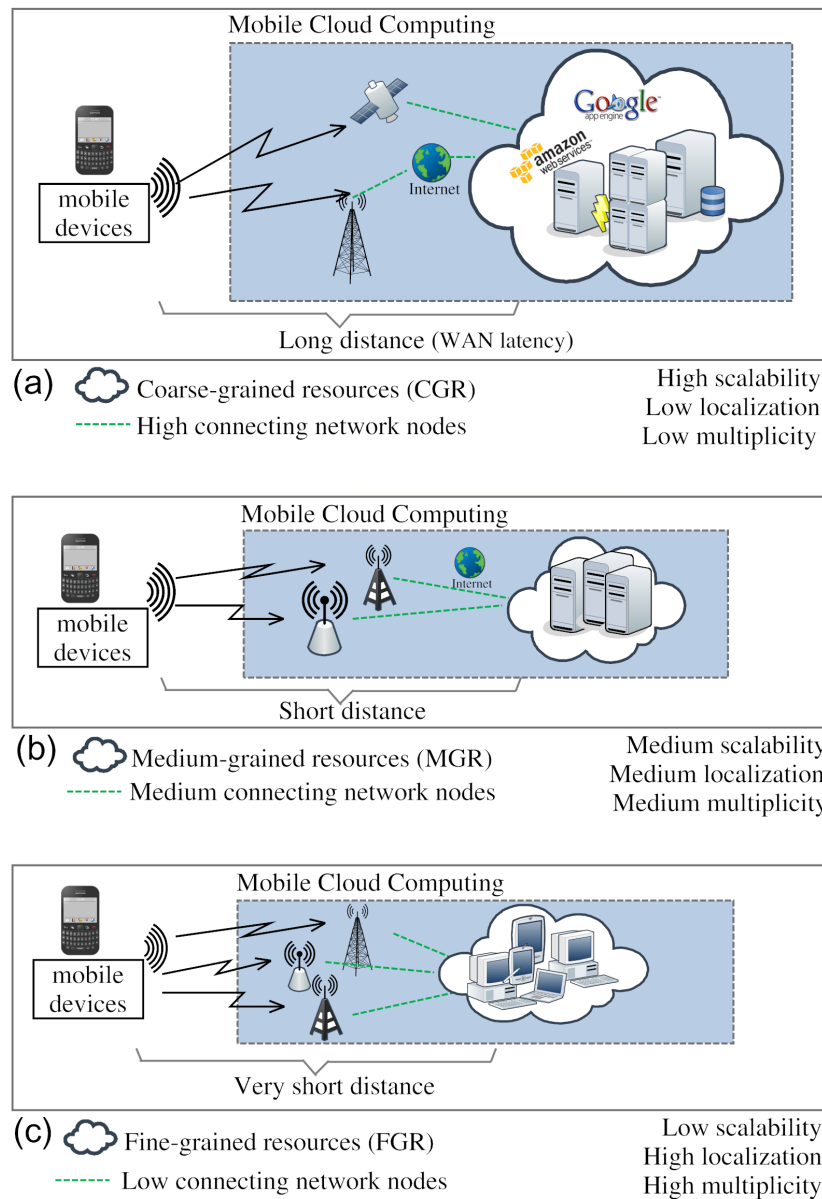 Mobile Cloud Computing
Google™
app engine
amazon
web services™
Internet
mobile
devices
Long distance (WAN latency)
(a)
Coarse-grained resources (CGR)
High connecting network nodes
High scalability
Low localization
Low multiplicity
Mobile Cloud Computing
Internet
mobile
devices
Short distance
(b)
Medium-grained resources (MGR)
Medium connecting network nodes
Medium scalability
Medium localization
Medium multiplicity
Mobile Cloud Computing
mobile
devices
Very short distance
(c)
Fine-grained resources (FGR)
Low connecting network nodes
Low scalability
High localization
High multiplicity